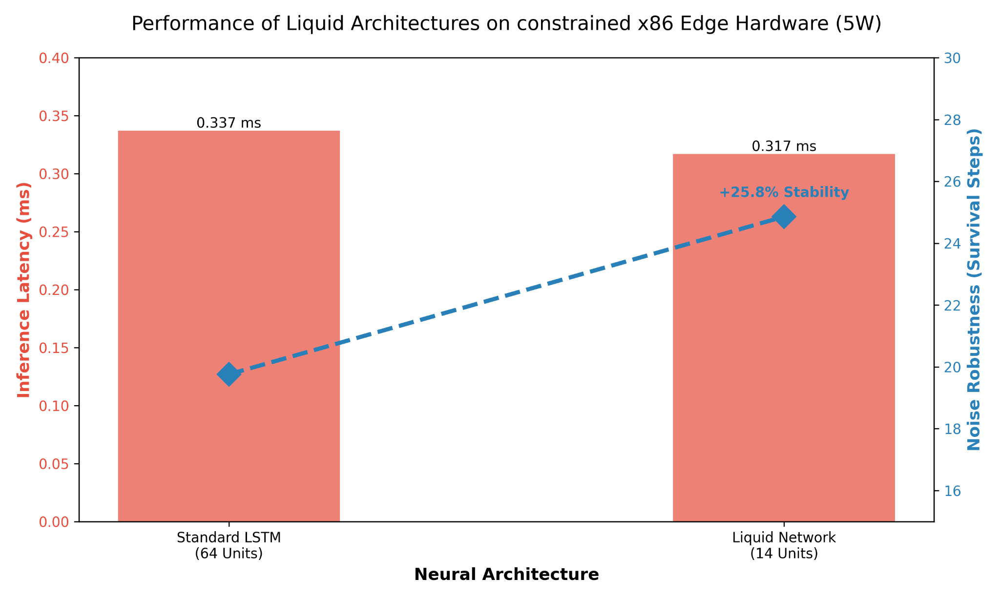 Performance of Liquid Architectures on constrained x86 Edge Hardware (5W)
Inference Latency (ms)
0.40
0.35
0.30
0.25
0.20
0.15
0.10
0.05
0.00
0.337 ms
0.317 ms
+25.8% Stability
30
28
26
24
22
20
18
16
Noise Robustness (Survival Steps)
Standard LSTM
(64 Units)
Liquid Network
(14 Units)
Neural Architecture